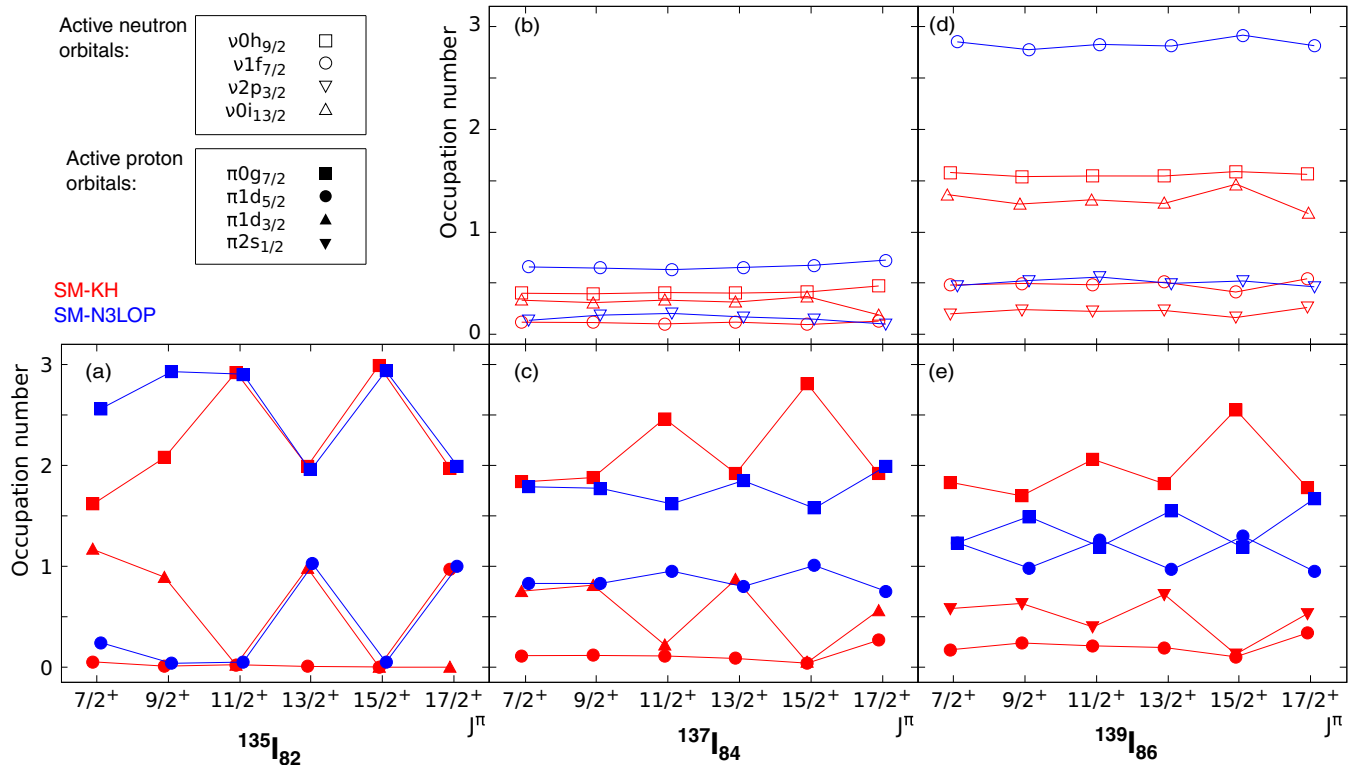 Active neutron
orbitals:
ν0h9/2
ν1f7/2
ν2p3/2
ν0i13/2
Active proton
orbitals:
π0g7/2
π1d5/2
π1d3/2
π2s1/2
SM-KH
SM-N3LOP
(b)
Occupation number
3
2
1
0
(d)
(a)
Occupation number
3
2
1
0
7/2+ 9/2+ 11/2+ 13/2+ 15/2+ 17/2+
Jπ
135I82
(c)
7/2+ 9/2+ 11/2+ 13/2+ 15/2+ 17/2+
Jπ
137I84
(e)
7/2+ 9/2+ 11/2+ 13/2+ 15/2+ 17/2+
Jπ
139I86